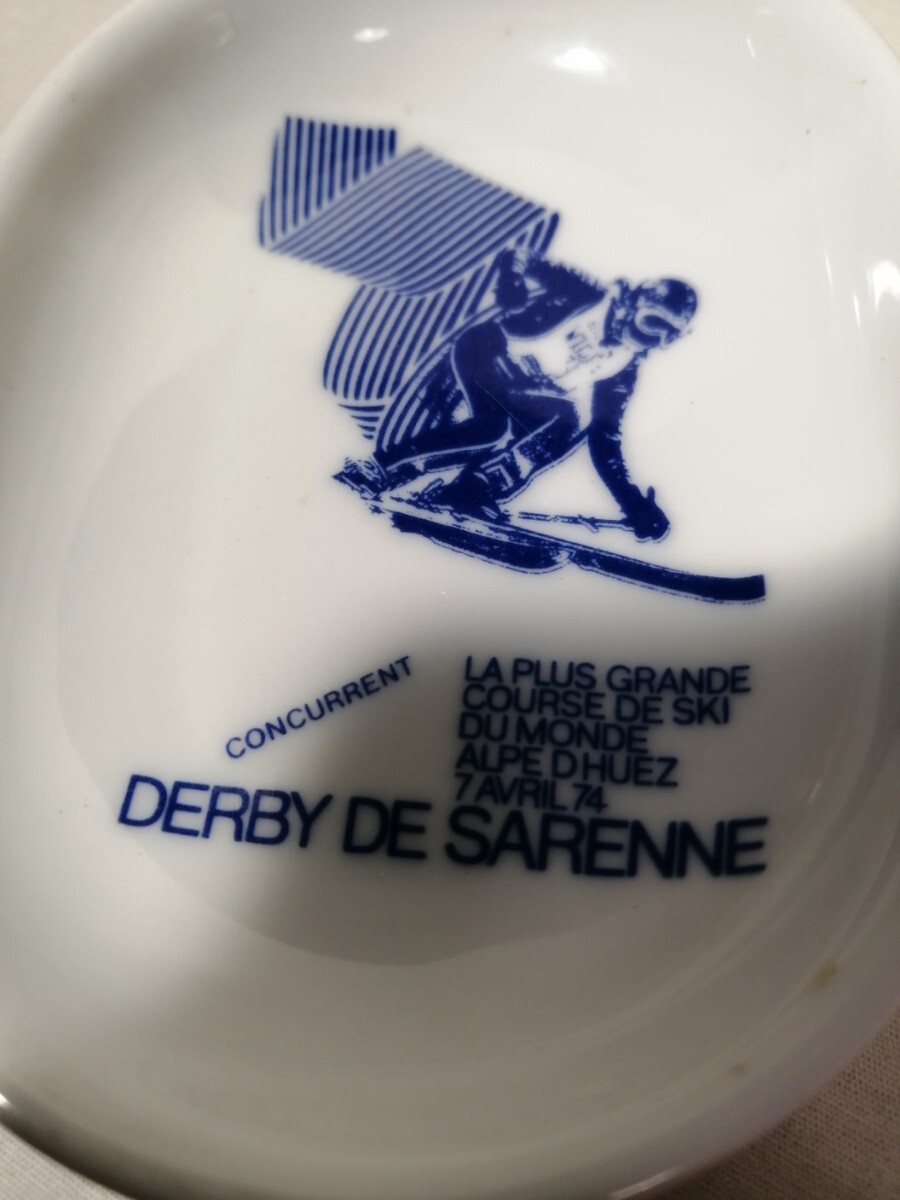 CONCURRENT
LA PLUS GRANDE
COURSE DE SKI
DU MONDE
ALPE D HUEZ
7 AVRIL 74
DERBY DE SARENNE